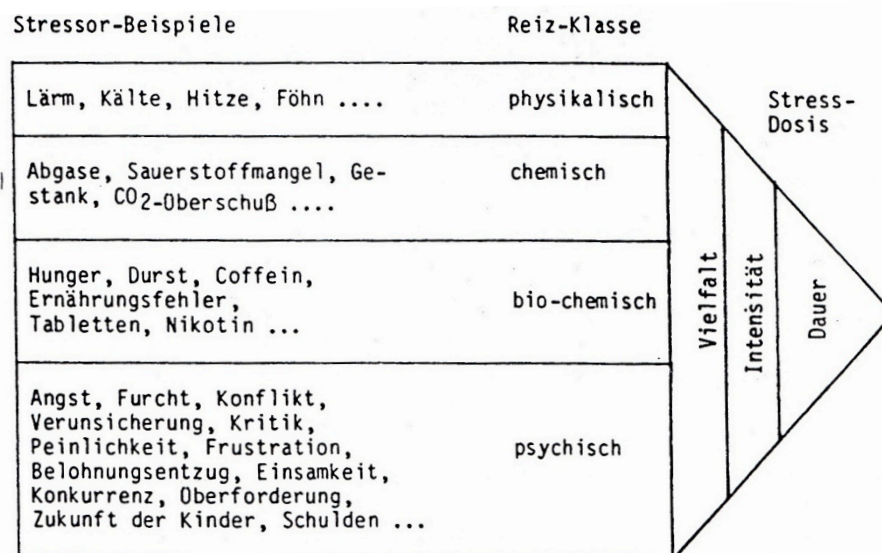 Stressor-Beispiele Reiz-Klasse
Lärm, Kälte, Hitze, Föhn .... physikalisch
Stress-
Dosis
Abgase, Sauerstoffmangel, Ge- chemisch
stank, CO2-Oberschuß ....
Hunger, Durst, Coffein,
Ernährungsfehler, bio-chemisch
Tabletten, Nikotin ...
Angst, Furcht, Konflikt,
Verunsicherung, Kritik,
Peinlichkeit, Frustration, psychisch
Belohnungsentzug, Einsamkeit,
Konkurrenz, Oberforderung,
Zukunft der Kinder, Schulden ...
Vielfalt
Intensität
Dauer